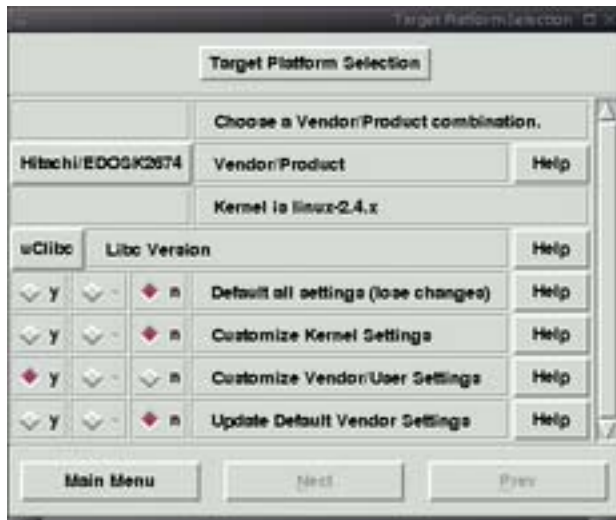 Target Platform Selection
Target Platform Selection
Choose a Vendor/Product combination.
Hitachi/EDOSK2674 Vendor/Product Help
Kernel is linux-2.4.x
uClibc Libc Version Help
y - n Default all settings (lose changes) Help
y - n Customize Kernel Settings Help
y - n Customize Vendor/User Settings Help
y - n Update Default Vendor Settings Help
Main Menu Next Prev